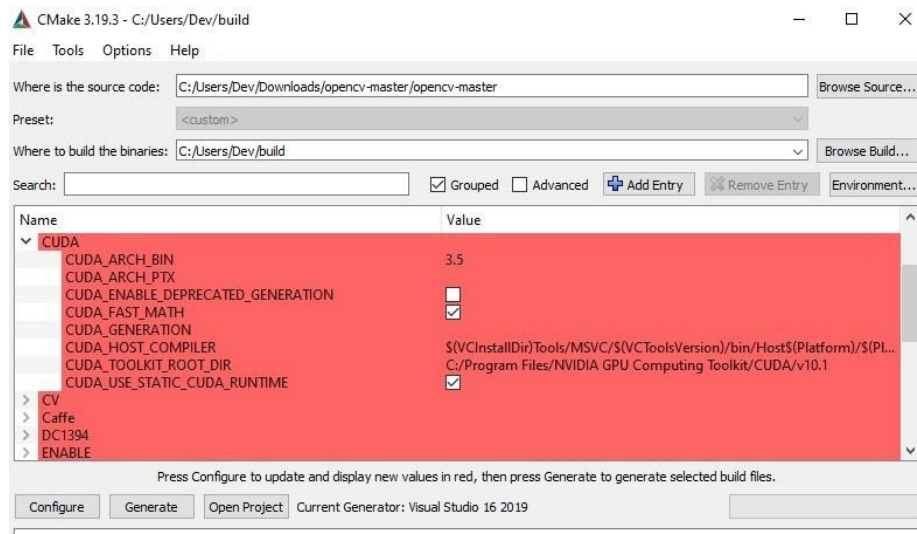 CMake 3.19.3 - C:/Users/Dev/build
File Tools Options Help
Where is the source code: C:/Users/Dev/Downloads/opencv-master/opencv-master Browse Source...
Preset: <custom>
Where to build the binaries: C:/Users/Dev/build Browse Build...
Search: Grouped Advanced Add Entry Remove Entry Environment...
Name Value
CUDA
CUDA_ARCH_BIN 3.5
CUDA_ARCH_PTX
CUDA_ENABLE_DEPRECATED_GENERATION
CUDA_FAST_MATH
CUDA_GENERATION
CUDA_HOST_COMPILER $(VCInstallDir)Tools/MSVC/$(VCToolsVersion)/bin/Host$(Platform)/$(Pl...
CUDA_TOOLKIT_ROOT_DIR C:/Program Files/NVIDIA GPU Computing Toolkit/CUDA/v10.1
CUDA_USE_STATIC_CUDA_RUNTIME
CV
Caffe
DC1394
ENABLE
Press Configure to update and display new values in red, then press Generate to generate selected build files.
Configure Generate Open Project Current Generator: Visual Studio 16 2019